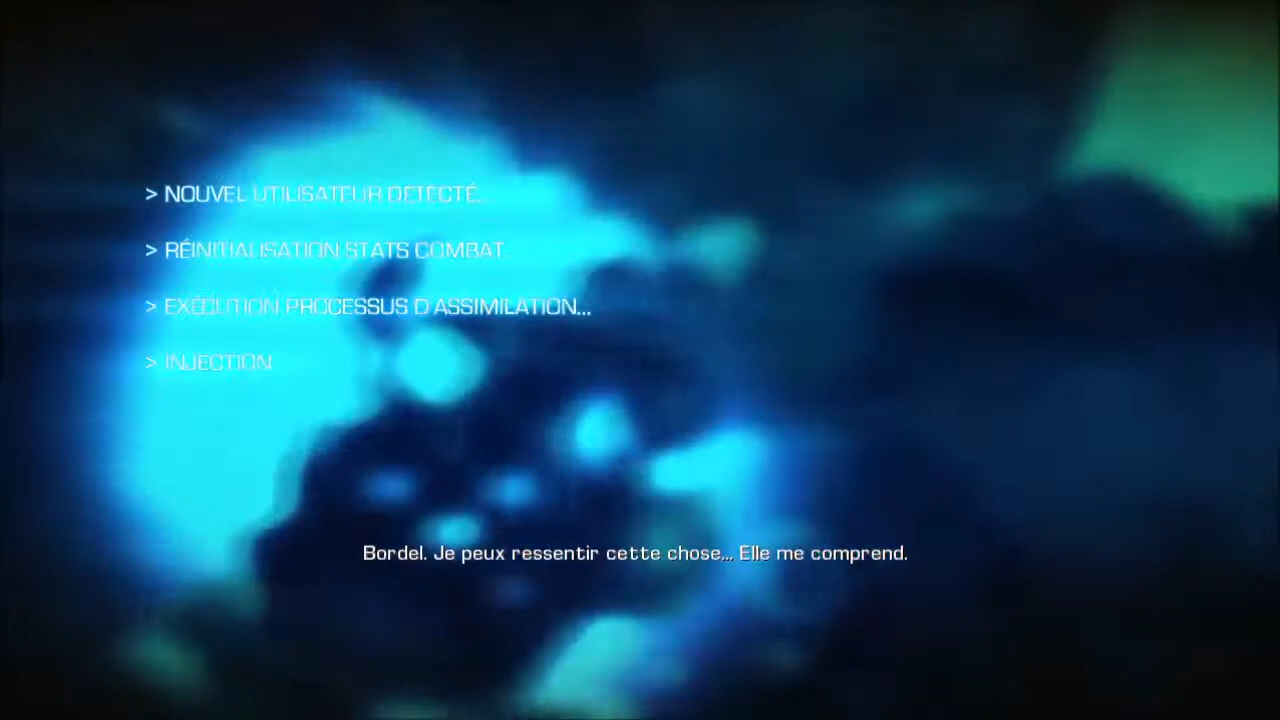 > NOUVEL UTILISATEUR DÉTECTÉ.
> RÉINITIALISATION STATS COMBAT.
> EXÉCUTION PROCESSUS D'ASSIMILATION...
> INJECTION
Bordel. Je peux ressentir cette chose... Elle me comprend.